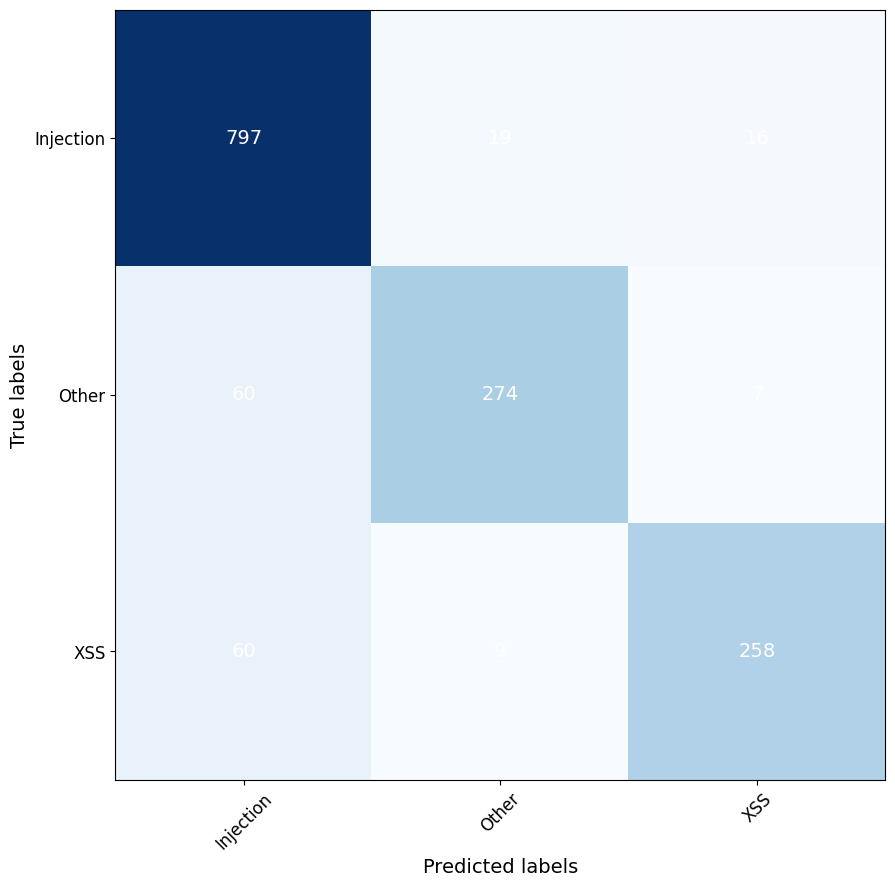 Injection 797 19 16
Other 60 274 7
XSS 60 9 258
Injection Other XSS
True labels
Predicted labels